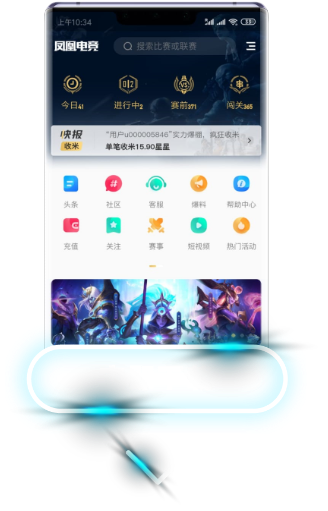 上午10:34
凤凰电竞
搜索比赛或联赛
今日41
进行中2
赛前371
闯关365
快报
收米
“用户u000005846”实力爆棚，疯狂收米
单笔收米15.90星星
头条
社区
客服
爆料
帮助中心
充值
关注
赛事
短视频
热门活动